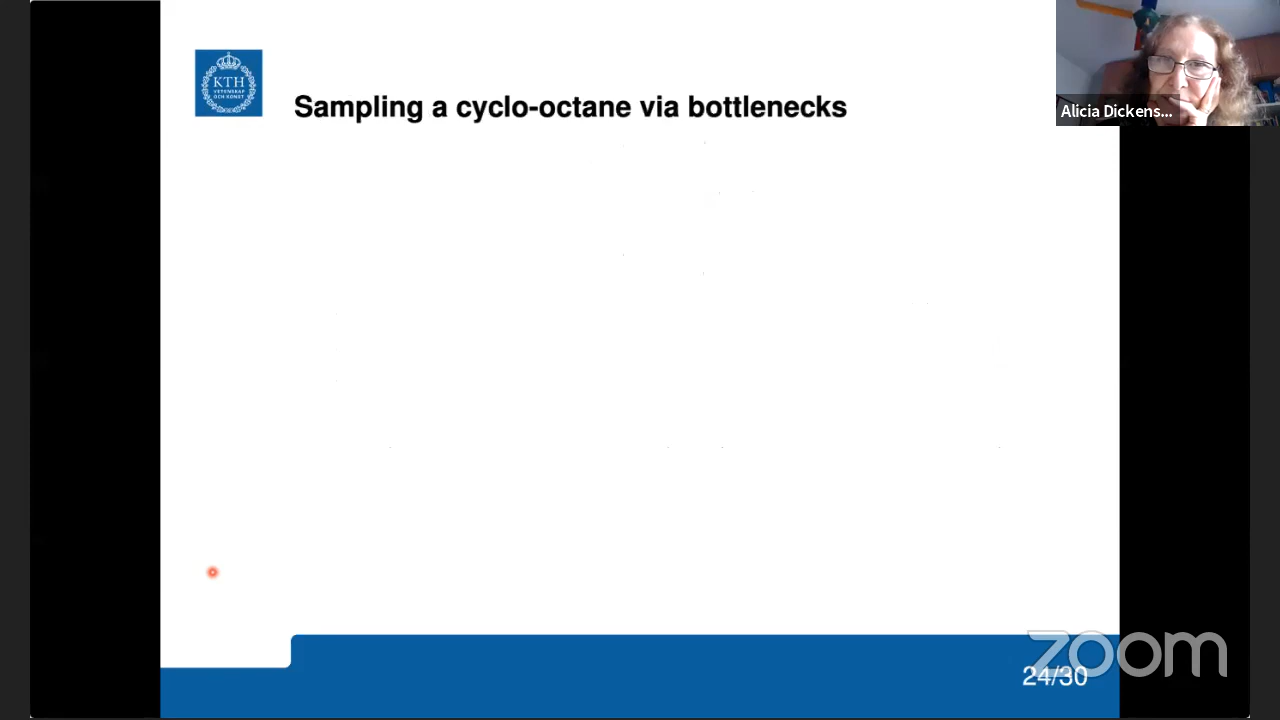 KTH
VETENSKAP
OCH KONST
Sampling a cyclo-octane via bottlenecks
Alicia Dickens...
24/30
zoom